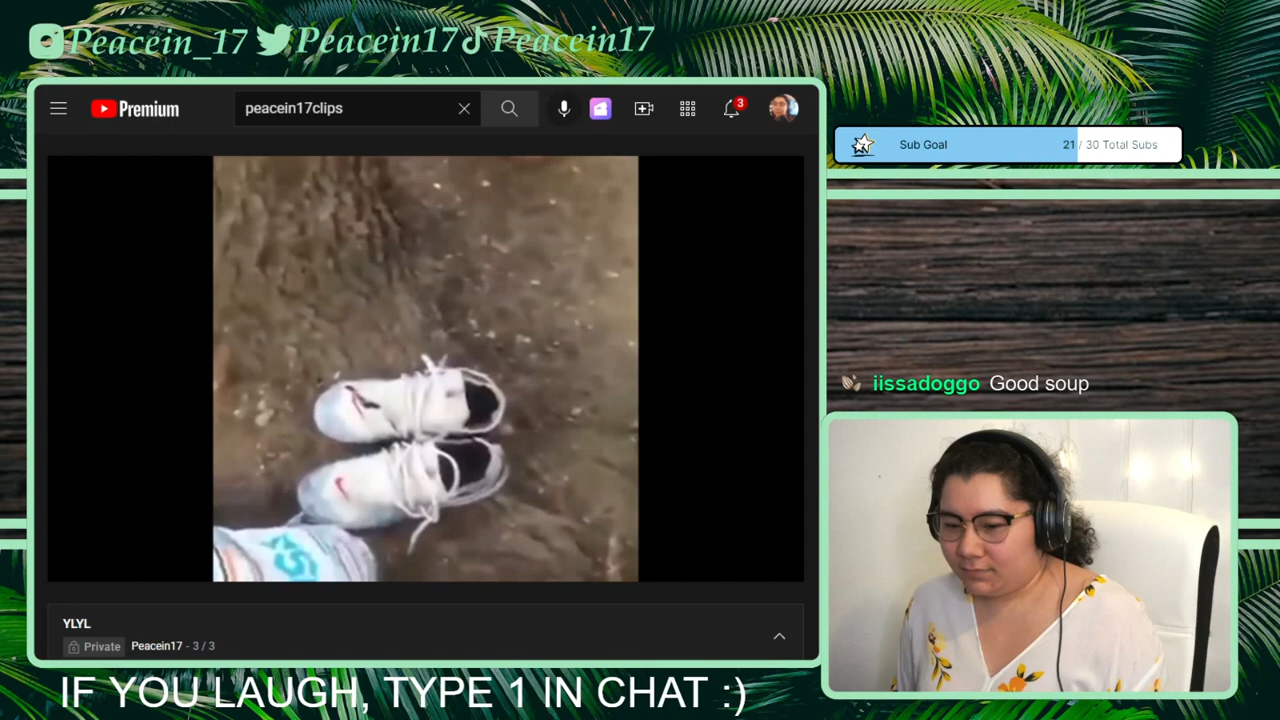 Peacein_17 Peacein17 Peacein17
Premium
peacein17clips
3
Sub Goal
21 / 30 Total Subs
iissadoggo Good soup
YLYL
Private Peacein17 - 3 / 3
IF YOU LAUGH, TYPE 1 IN CHAT :)